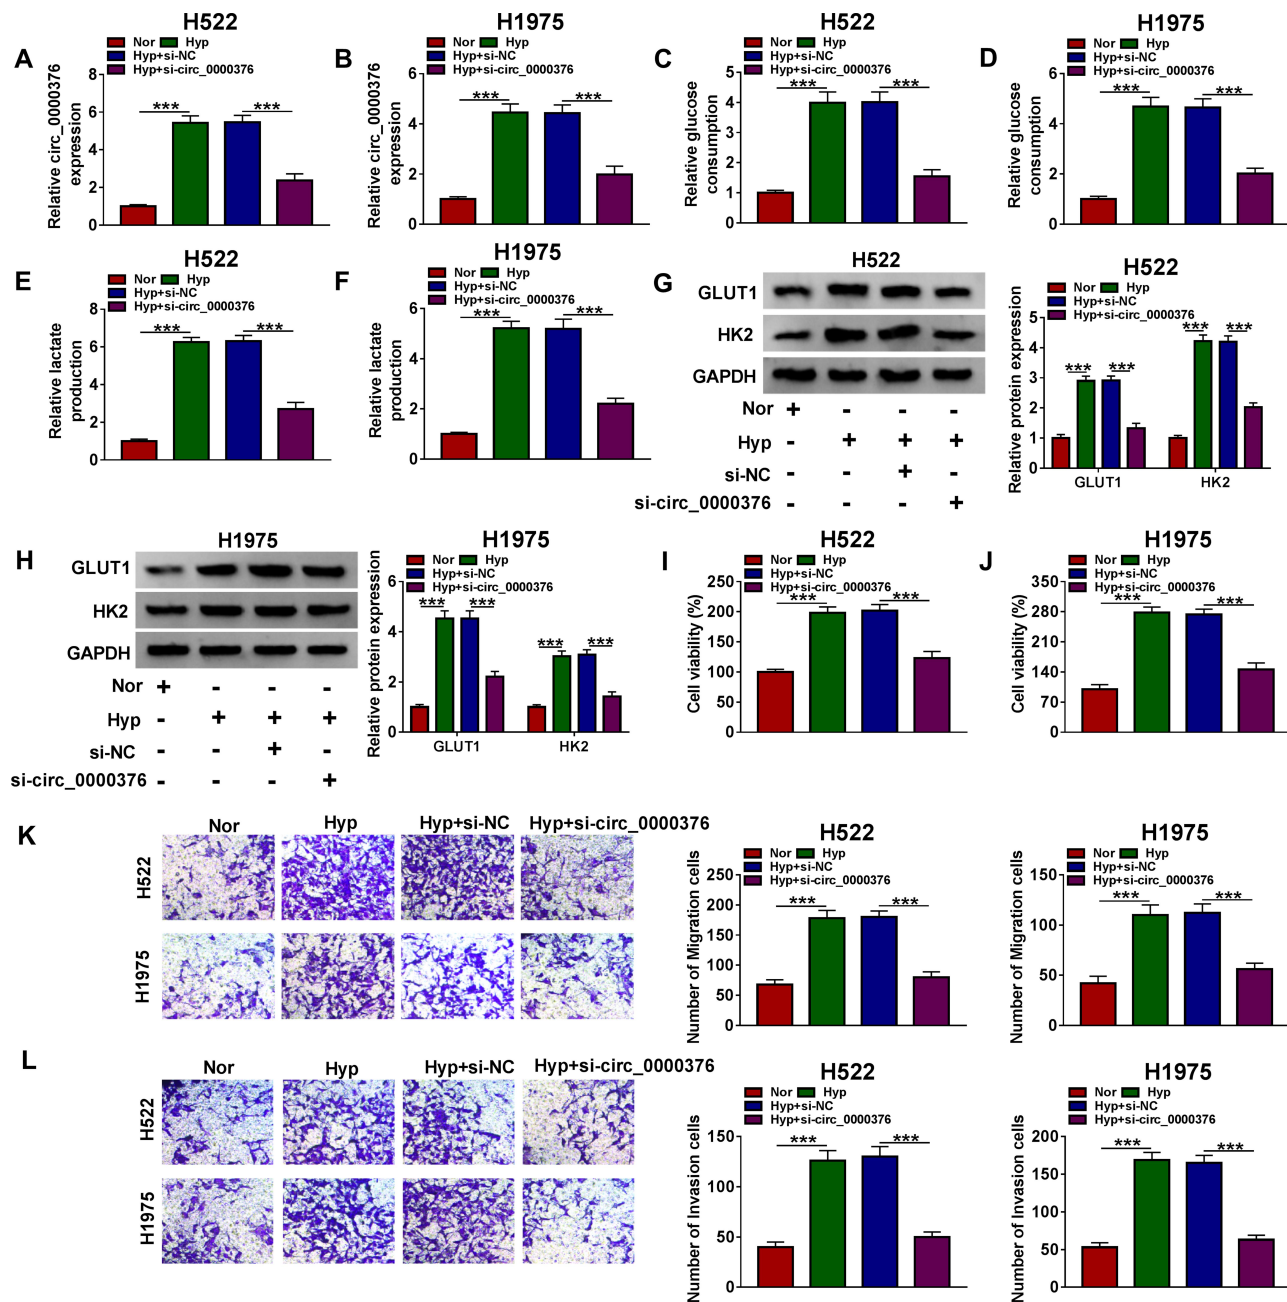 A
H522
Nor Hyp
Hyp+si-NC
Hyp+si-circ_0000376
Relative circ_0000376
expression
8
6
4
2
0
*** ***
B
H1975
Nor Hyp
Hyp+si-NC
Hyp+si-circ_0000376
Relative circ_0000376
expression
6
4
2
0
*** ***
C
H522
Nor Hyp
Hyp+si-NC
Hyp+si-circ_0000376
Relative glucose
consumption
5
4
3
2
1
0
*** ***
D
H1975
Nor Hyp
Hyp+si-NC
Hyp+si-circ_0000376
Relative glucose
consumption
6
4
2
0
*** ***
E
H522
Nor Hyp
Hyp+si-NC
Hyp+si-circ_0000376
Relative lactate
production
8
6
4
2
0
*** ***
F
H1975
Nor Hyp
Hyp+si-NC
Hyp+si-circ_0000376
Relative lactate
production
6
4
2
0
*** ***
G
H522
GLUT1
HK2
GAPDH
Nor + - - -
Hyp - + + +
si-NC - - + -
si-circ_0000376 - - - +
H522
Nor Hyp
Hyp+si-NC
Hyp+si-circ_0000376
Relative protein expression
5
4
3
2
1
0
*** *** *** ***
GLUT1 HK2
H
H1975
GLUT1
HK2
GAPDH
Nor + - - -
Hyp - + + +
si-NC - - + -
si-circ_0000376 - - - +
H1975
Nor Hyp
Hyp+si-NC
Hyp+si-circ_0000376
Relative protein expression
6
4
2
0
*** *** *** ***
GLUT1 HK2
I
H522
Nor Hyp
Hyp+si-NC
Hyp+si-circ_0000376
Cell viability (%)
250
200
150
100
50
0
*** ***
J
H1975
Nor Hyp
Hyp+si-NC
Hyp+si-circ_0000376
Cell viability (%)
350
280
210
140
70
0
*** ***
K
Nor Hyp Hyp+si-NC Hyp+si-circ_0000376
H522
H1975
H522
Nor Hyp
Hyp+si-NC
Hyp+si-circ_0000376
Number of Migration cells
250
200
150
100
50
0
*** ***
H1975
Nor Hyp
Hyp+si-NC
Hyp+si-circ_0000376
Number of Migration cells
150
100
50
0
*** ***
L
Nor Hyp Hyp+si-NC Hyp+si-circ_0000376
H522
H1975
H522
Nor Hyp
Hyp+si-NC
Hyp+si-circ_0000376
Number of Invasion cells
150
100
50
0
*** ***
H1975
Nor Hyp
Hyp+si-NC
Hyp+si-circ_0000376
Number of Invasion cells
200
150
100
50
0
*** ***